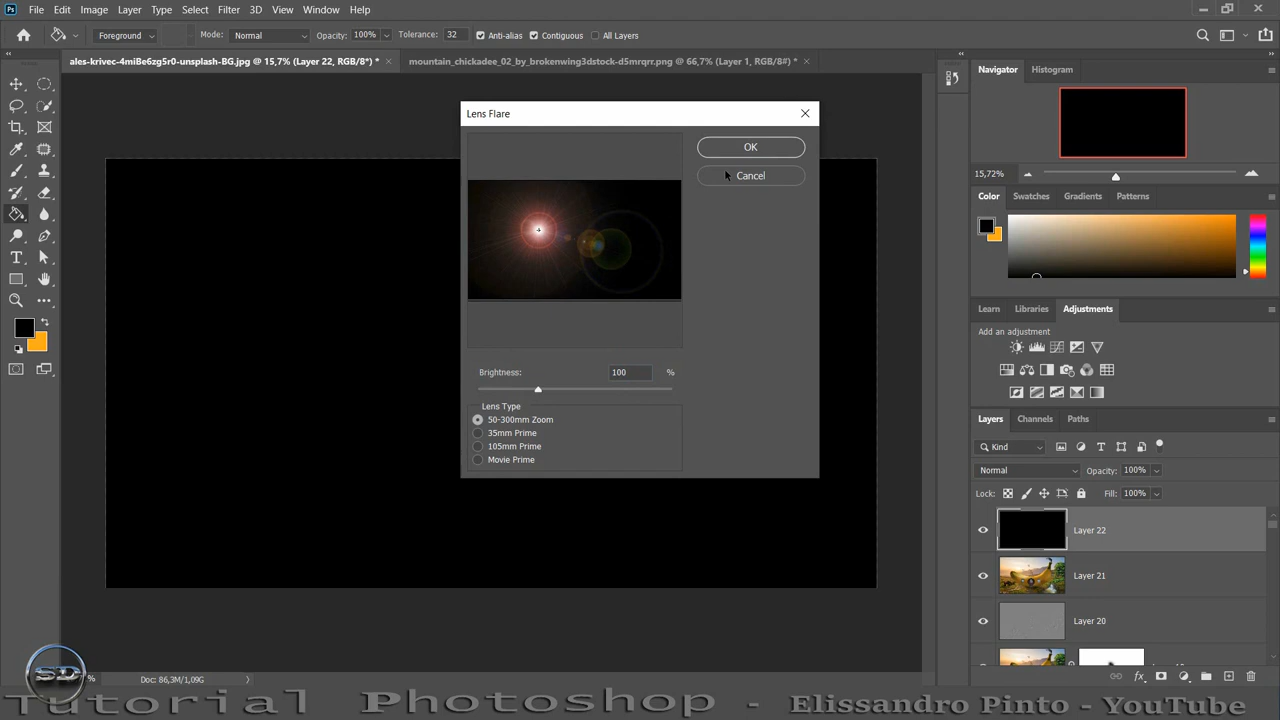 Ps File Edit Image Layer Type Select Filter 3D View Window Help
Foreground Mode: Normal Opacity: 100% Tolerance: 32 Anti-alias Contiguous All Layers
ales-krivec-4miBe6zg5r0-unsplash-BG.jpg @ 15,7% (Layer 22, RGB/8*) * mountain_chickadee_02_by_brokenwing3dstock-d5mrqrr.png @ 66,7% (Layer 1, RGB/8#) *
Navigator Histogram
Lens Flare
OK
Cancel
15,72%
Color Swatches Gradients Patterns
Learn Libraries Adjustments
Add an adjustment
Brightness: 100 %
Lens Type
50-300mm Zoom
35mm Prime
105mm Prime
Movie Prime
Layers Channels Paths
Kind
Normal Opacity: 100%
Lock: Fill: 100%
Layer 22
Layer 21
Layer 20
SD
% Doc: 86,3M/1,09G
Tutorial Photoshop - Elissandro Pinto - YouTube